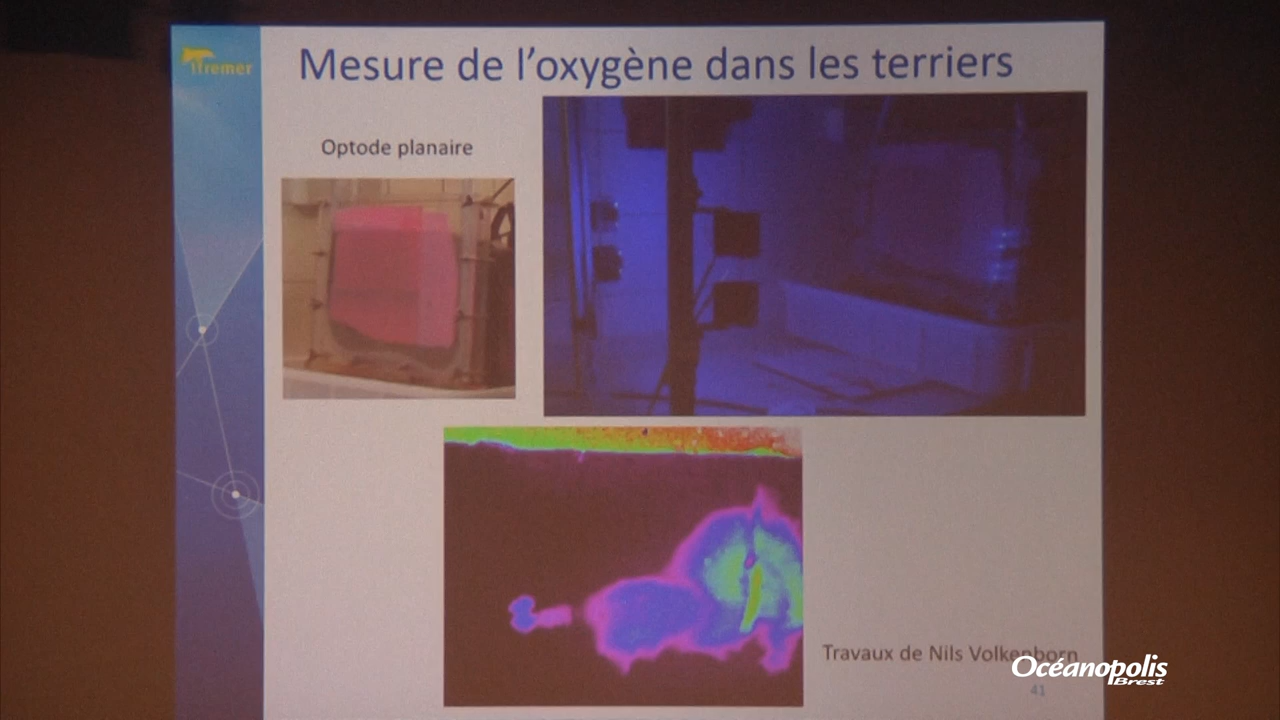 Ifremer
Mesure de l'oxygène dans les terriers
Optode planaire
Travaux de Nils Volkenborn
Océanopolis
Brest
41